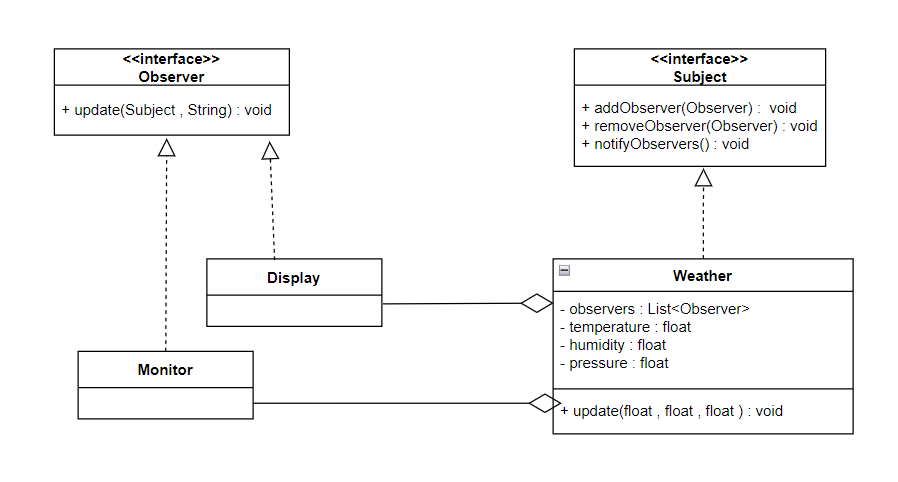 <<interface>>
Observer
+ update(Subject , String) : void
<<interface>>
Subject
+ addObserver(Observer) :  void
+ removeObserver(Observer) : void
+ notifyObservers() : void
Display
Weather
- observers : List<Observer>
- temperature : float
- humidity : float
- pressure : float
+ update(float , float , float ) : void
Monitor